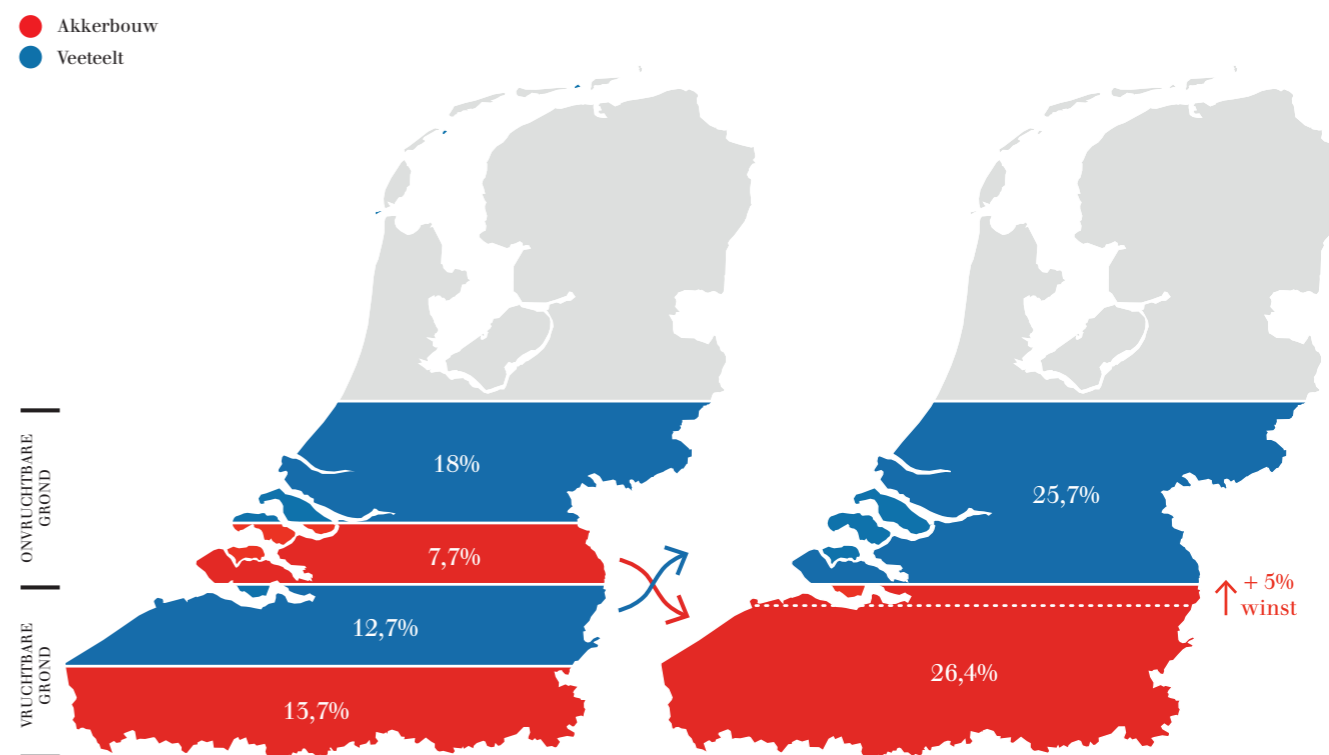 Akkerbouw
Veeteelt
ONVRUCHTBARE
GROND
VRUCHTBARE
GROND
18%
7,7%
12,7%
13,7%
25,7%
26,4%
+ 5%
winst